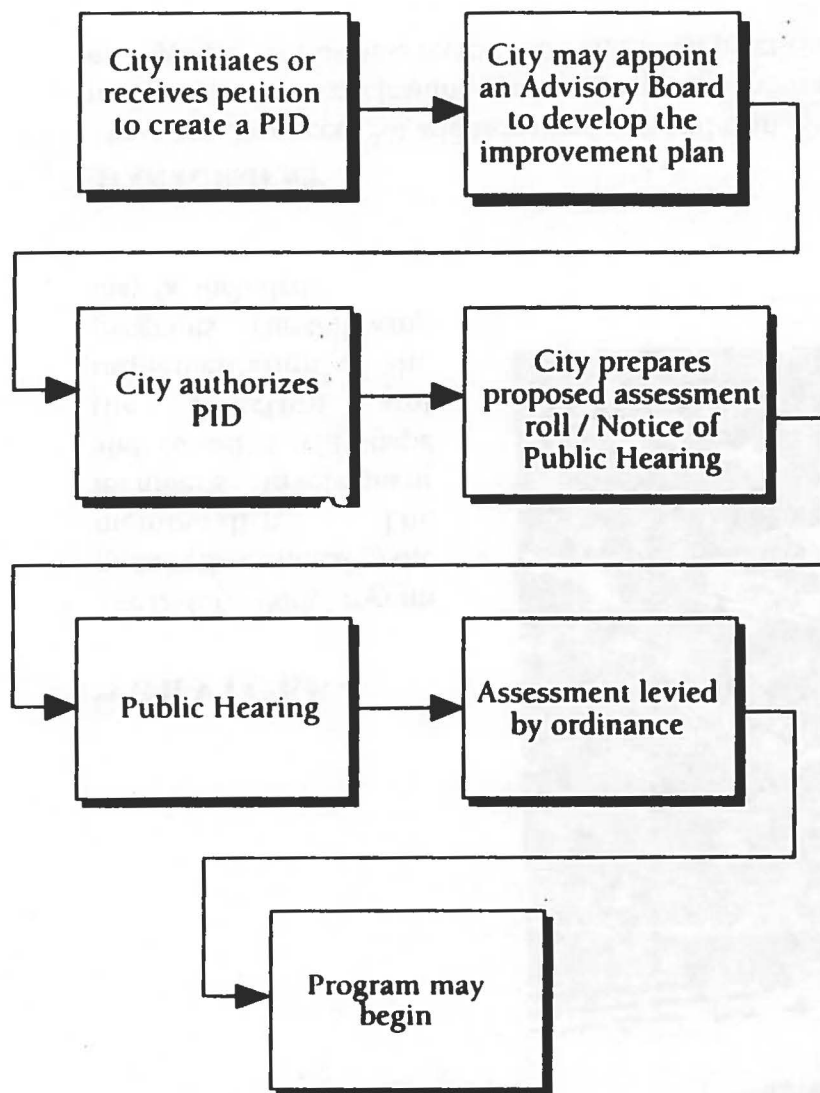 City initiates or
receives petition
to create a PID
City may appoint
an Advisory Board
to develop the
improvement plan
City authorizes
PID
City prepares
proposed assessment
roll / Notice of
Public Hearing
Public Hearing
Assessment levied
by ordinance
Program may
begin